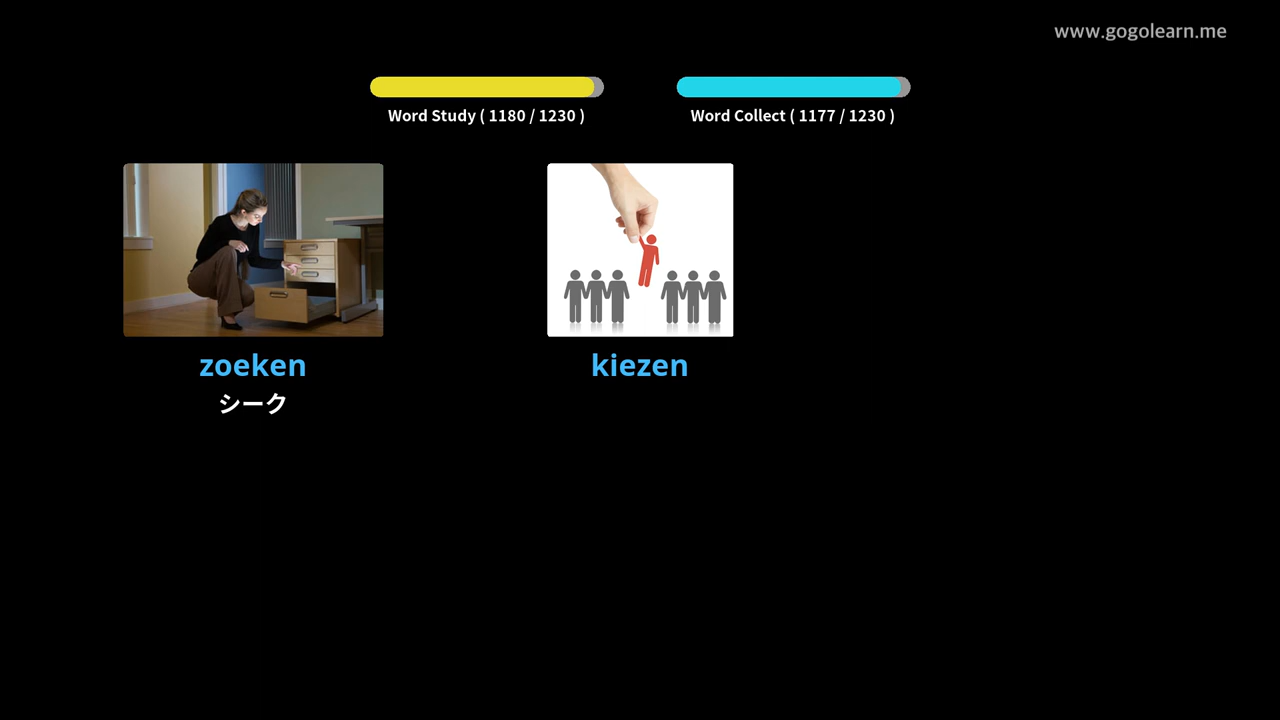 www.gogolearn.me
Word Study ( 1180 / 1230 )
Word Collect ( 1177 / 1230 )
zoeken
シーク
kiezen